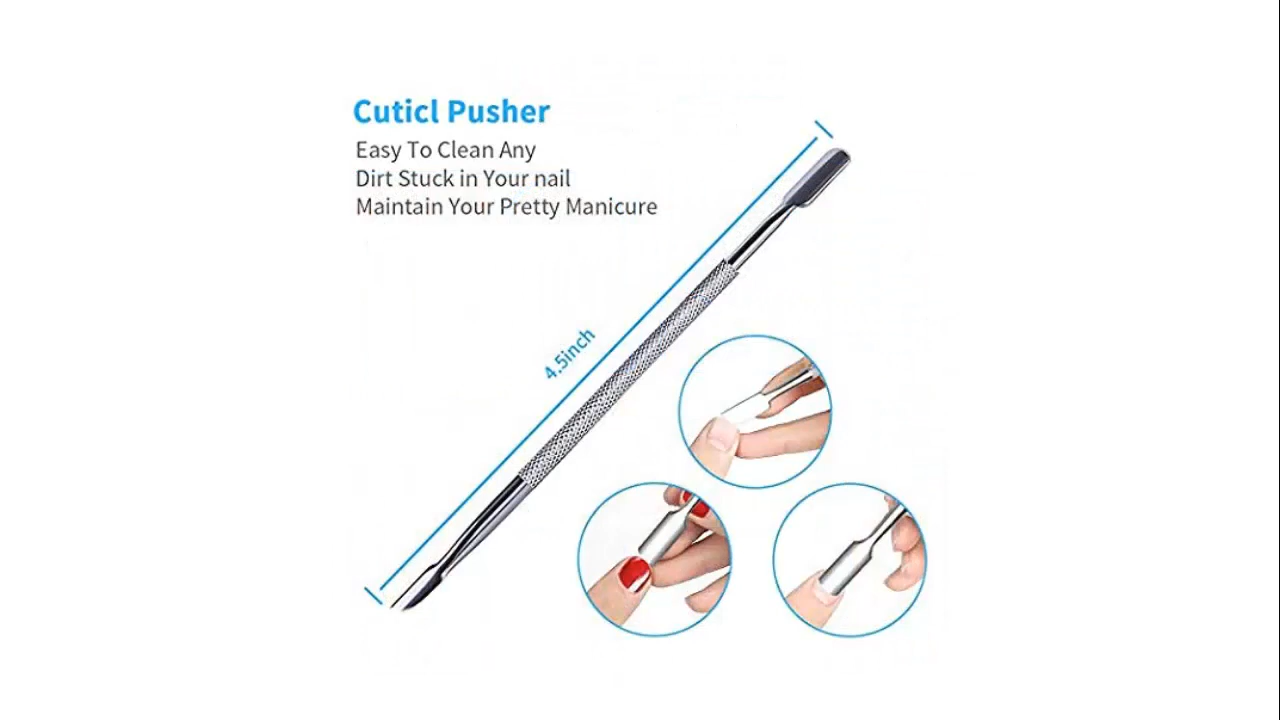 Cuticl Pusher
Easy To Clean Any
Dirt Stuck in Your nail
Maintain Your Pretty Manicure
4.5inch